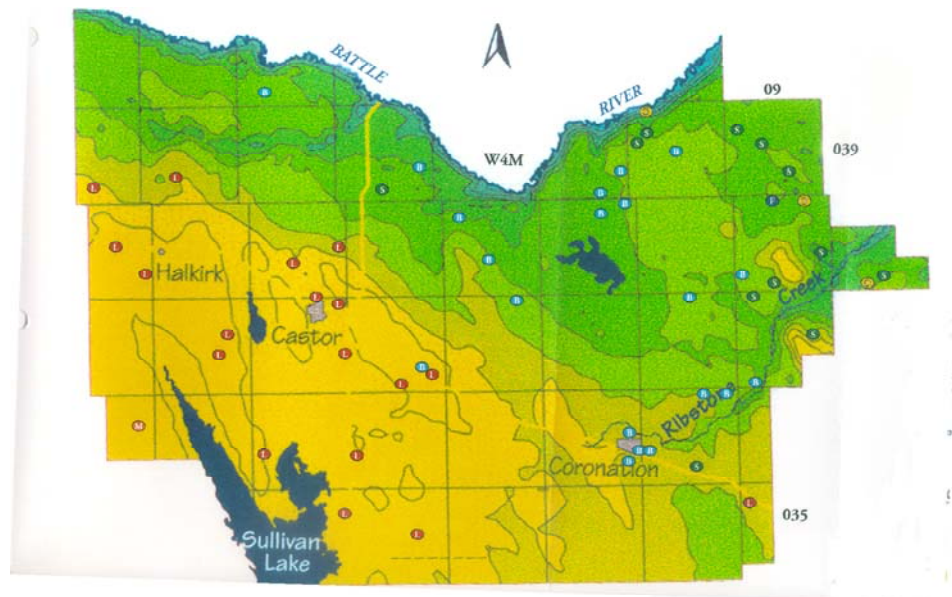 BATTLE
RIVER
09
W4M
039
Halkirk
Creek
Castor
Ribstone
Coronation
035
Sullivan
Lake
L
B
S
M
F